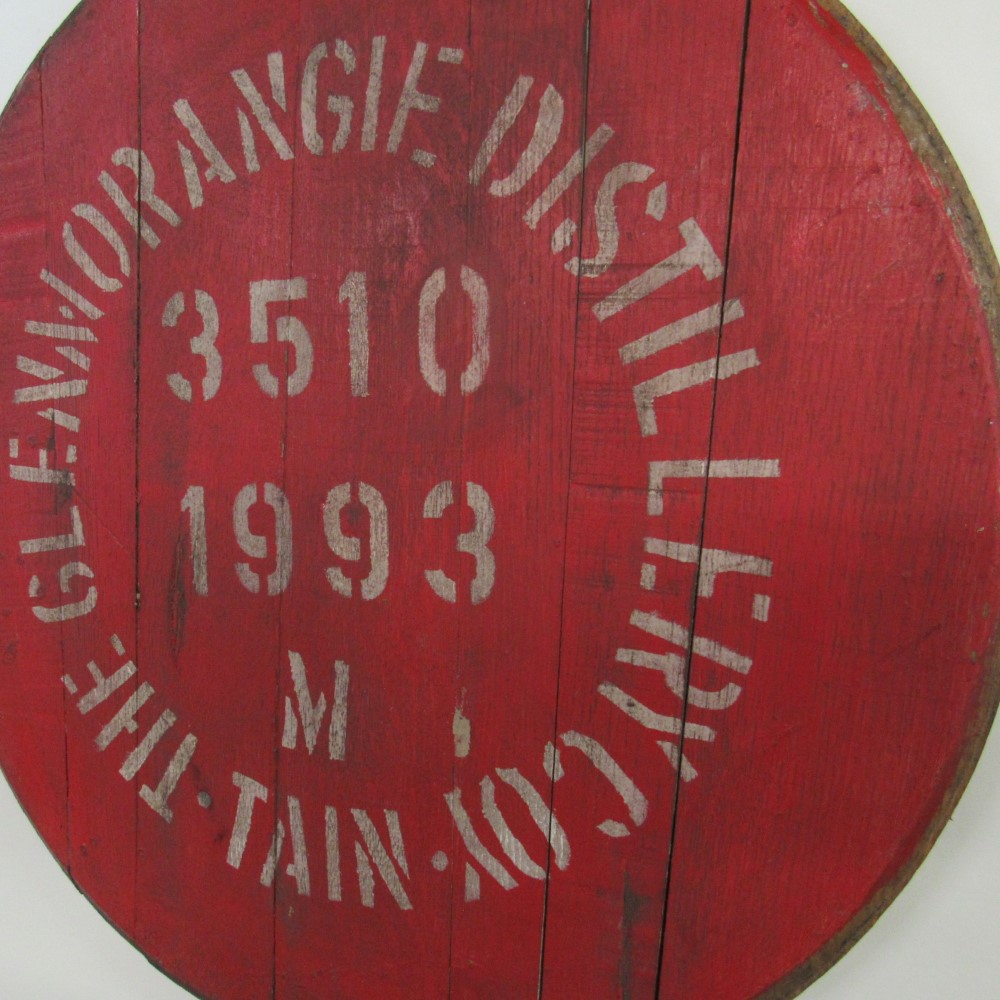 THE GLENMORANGIE DISTILLERY COY · TAIN ·
3510
1993
M